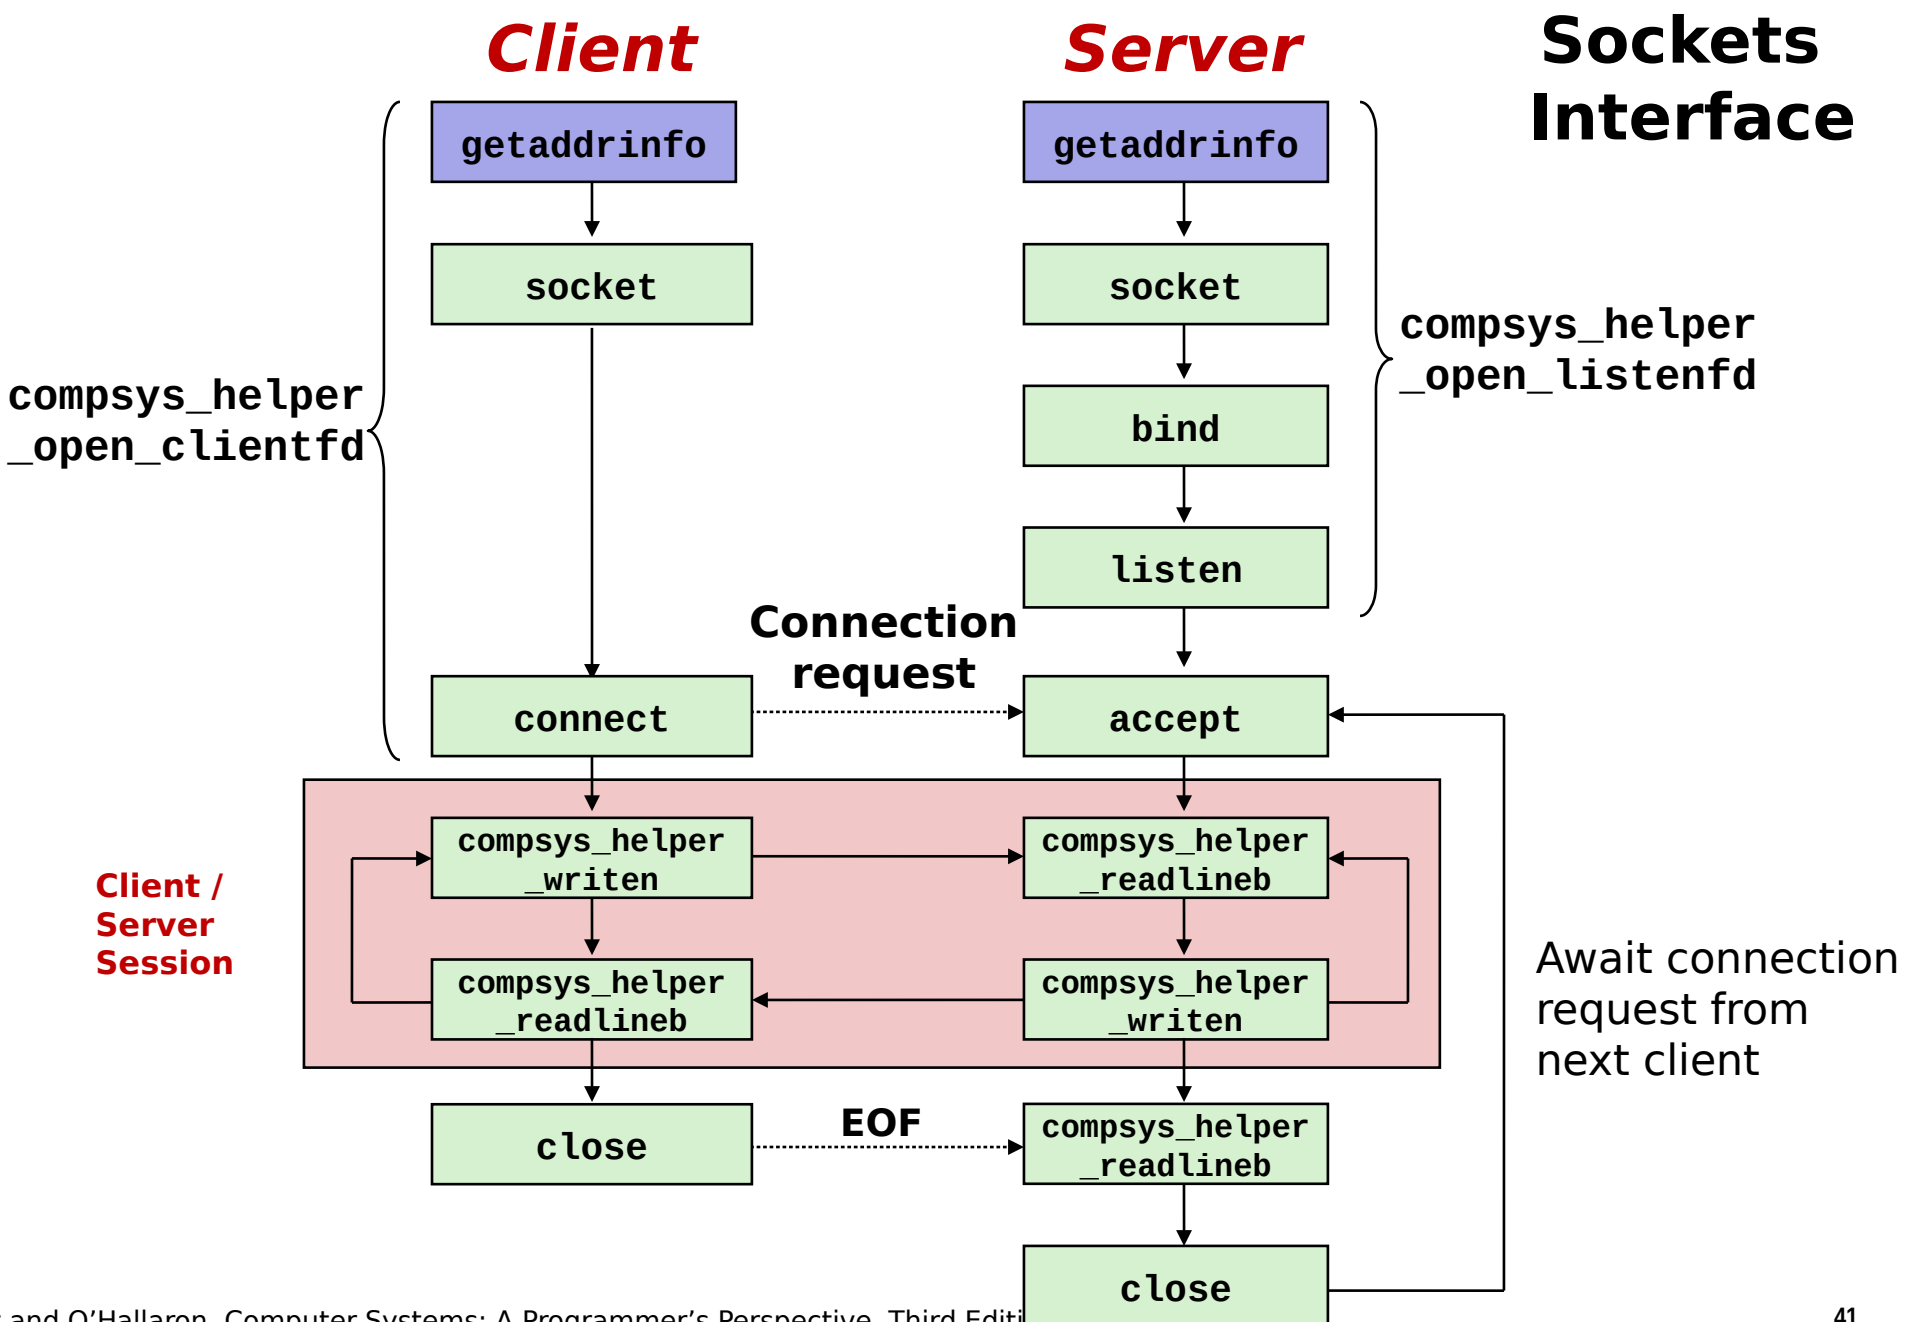 Client
Server
Sockets
Interface
getaddrinfo
getaddrinfo
socket
socket
compsys_helper
_open_listenfd
compsys_helper
_open_clientfd
bind
listen
Connection
request
connect
accept
compsys_helper
_writen
compsys_helper
_readlineb
Client /
Server
Session
compsys_helper
_readlineb
compsys_helper
_writen
Await connection
request from
next client
close
EOF
compsys_helper
_readlineb
close
and O’Hallaron, Computer Systems: A Programmer’s Perspective, Third
41